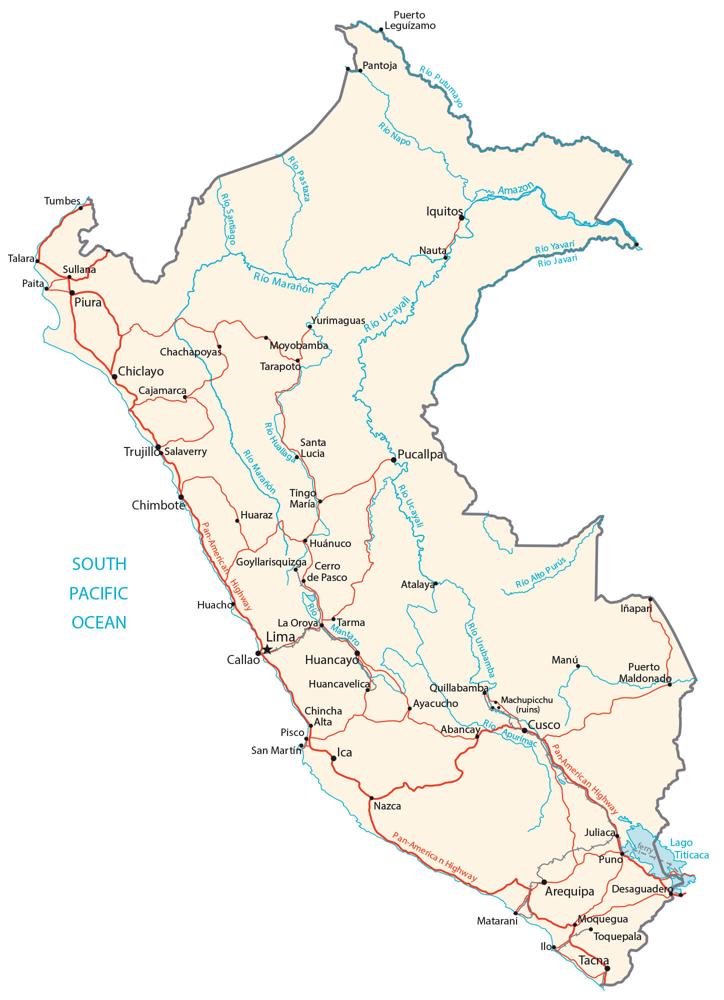 Puerto
Leguízamo
Pantoja
Río Putumayo
Río Napo
Río Pastaza
Amazon
Río Santiago
Tumbes
Iquitos
Río Yavarí
Rio Javari
Nauta
Talara
Sullana
Río Marañón
Paita
Piura
Río Ucayali
Yurimaguas
Moyobamba
Chachapoyas
Tarapoto
Chiclayo
Cajamarca
Río Huallaga
Santa
Lucia
Trujillo
Salaverry
Río Marañón
Pucallpa
Río Ucayali
Tingo
María
Chimbote
Huaraz
Pan-American Highway
Huánuco
SOUTH
PACIFIC
OCEAN
Goyllarisquizga
Cerro
de Pasco
Río Alto Purús
Atalaya
Huacho
Iñapari
Río Mantaro
La Oroya
Tarma
Río Urubamba
Lima
Callao
Huancayo
Manú
Puerto
Maldonado
Huancavelica
Quillabamba
Machupicchu
(ruins)
Ayacucho
Chincha
Alta
Cusco
Río Apurímac
Abancay
Pisco
San Martín
Ica
Pan-American Highway
Nazca
Juliaca
Lago
Titicaca
ferry
Pan-America n Highway
Puno
Arequipa
Desaguadero
Matarani
Moquegua
Toquepala
Ilo
Tacna